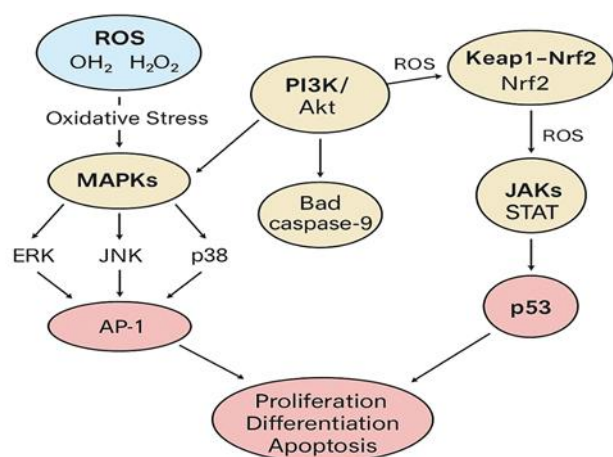 ROS
OH₂ H₂O₂
Oxidative Stress
MAPKs
ERK
JNK
p38
AP-1
PI3K/
Akt
Bad
caspase-9
ROS
Keap1–Nrf2
Nrf2
ROS
JAKs
STAT
p53
Proliferation
Differentiation
Apoptosis